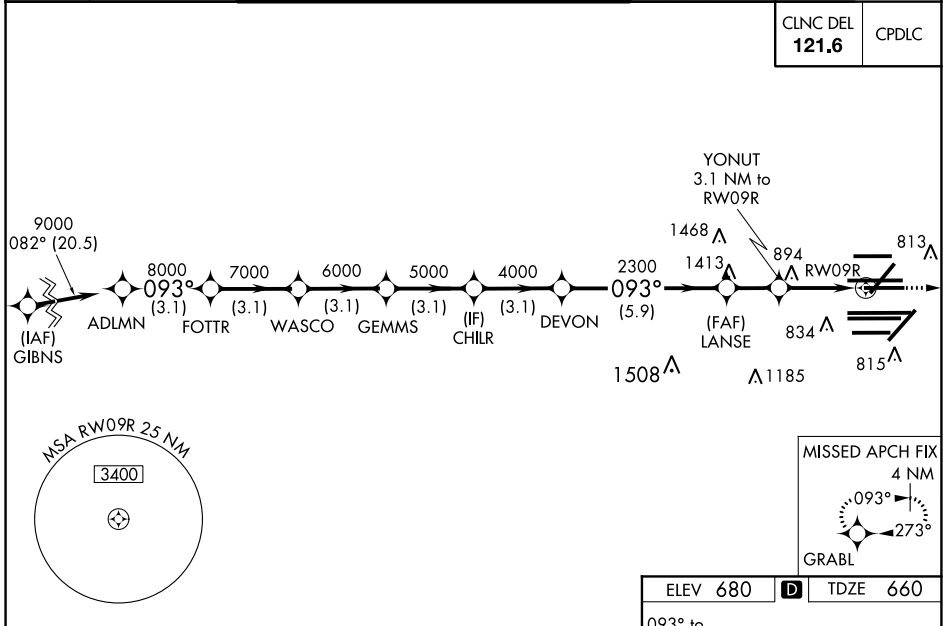 CLNC DEL
121.6
CPDLC
YONUT
3.1 NM to
RW09R
9000
082° (20.5)
1468
1413
894
RW09R
813
8000
093°
(3.1)
7000
(3.1)
6000
(3.1)
5000
(3.1)
4000
(3.1)
2300
093°
(5.9)
(IAF)
GIBNS
ADLMN
FOTTR
WASCO
GEMMS
(IF)
CHILR
DEVON
(FAF)
LANSE
834
815
1508
1185
MSA RW09R 25 NM
3400
MISSED APCH FIX
4 NM
093°
273°
GRABL
ELEV 680
D
TDZE 660
093° to